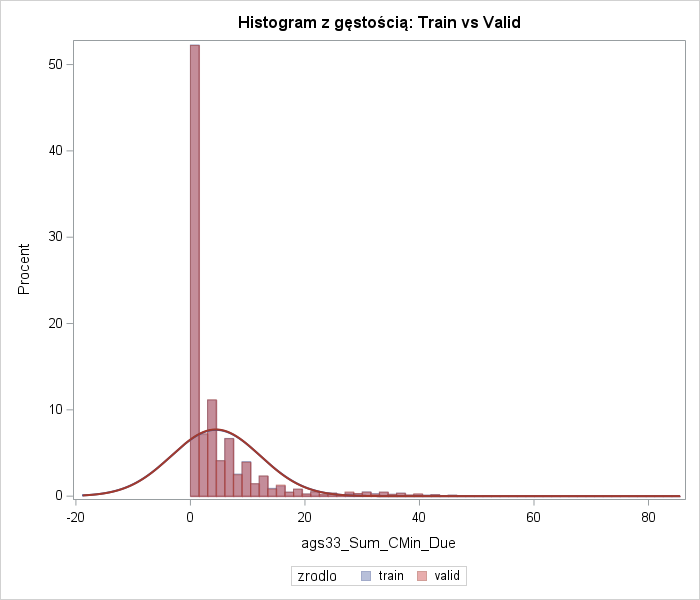 Histogram z gęstością: Train vs Valid
50
40
30
20
10
0
Procent
-20 0 20 40 60 80
ags33_Sum_CMin_Due
zrodlo train valid